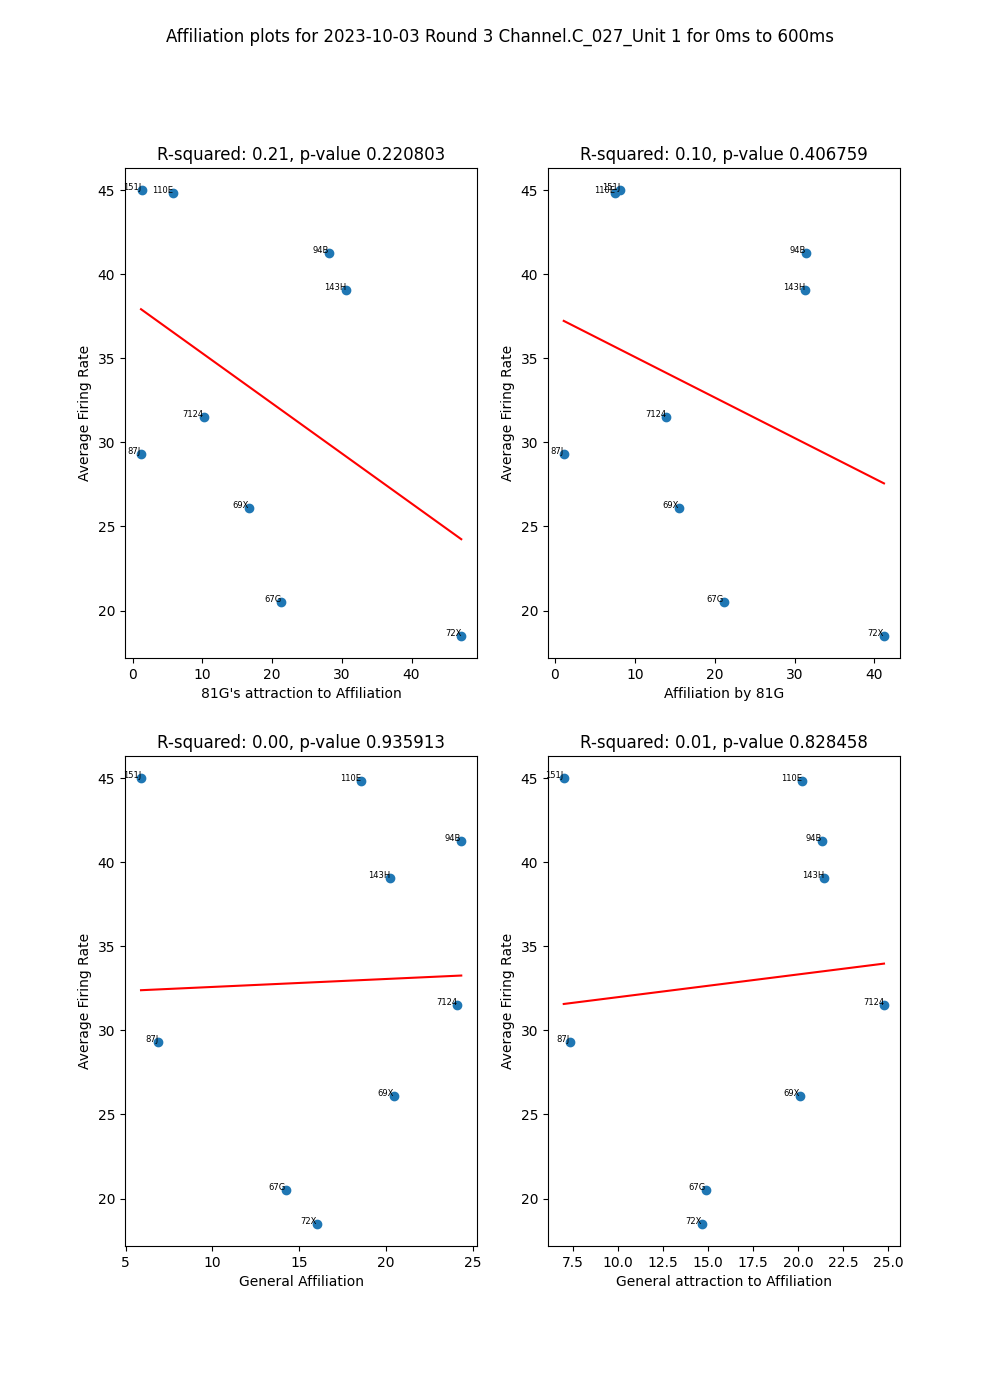 Affiliation plots for 2023-10-03 Round 3 Channel.C_027_Unit 1 for 0ms to 600ms
R-squared: 0.21, p-value 0.220803
45
40
35
30
25
20
Average Firing Rate
151J
110E
94B
143H
7124
87J
69X
67G
72X
0
10
20
30
40
81G's attraction to Affiliation
R-squared: 0.10, p-value 0.406759
45
40
35
30
25
20
Average Firing Rate
151J
110E
94B
143H
7124
87J
69X
67G
72X
0
10
20
30
40
Affiliation by 81G
R-squared: 0.00, p-value 0.935913
45
40
35
30
25
20
Average Firing Rate
151J
110E
94B
143H
7124
87J
69X
67G
72X
5
10
15
20
25
General Affiliation
R-squared: 0.01, p-value 0.828458
45
40
35
30
25
20
Average Firing Rate
151J
110E
94B
143H
7124
87J
69X
67G
72X
7.5
10.0
12.5
15.0
17.5
20.0
22.5
25.0
General attraction to Affiliation